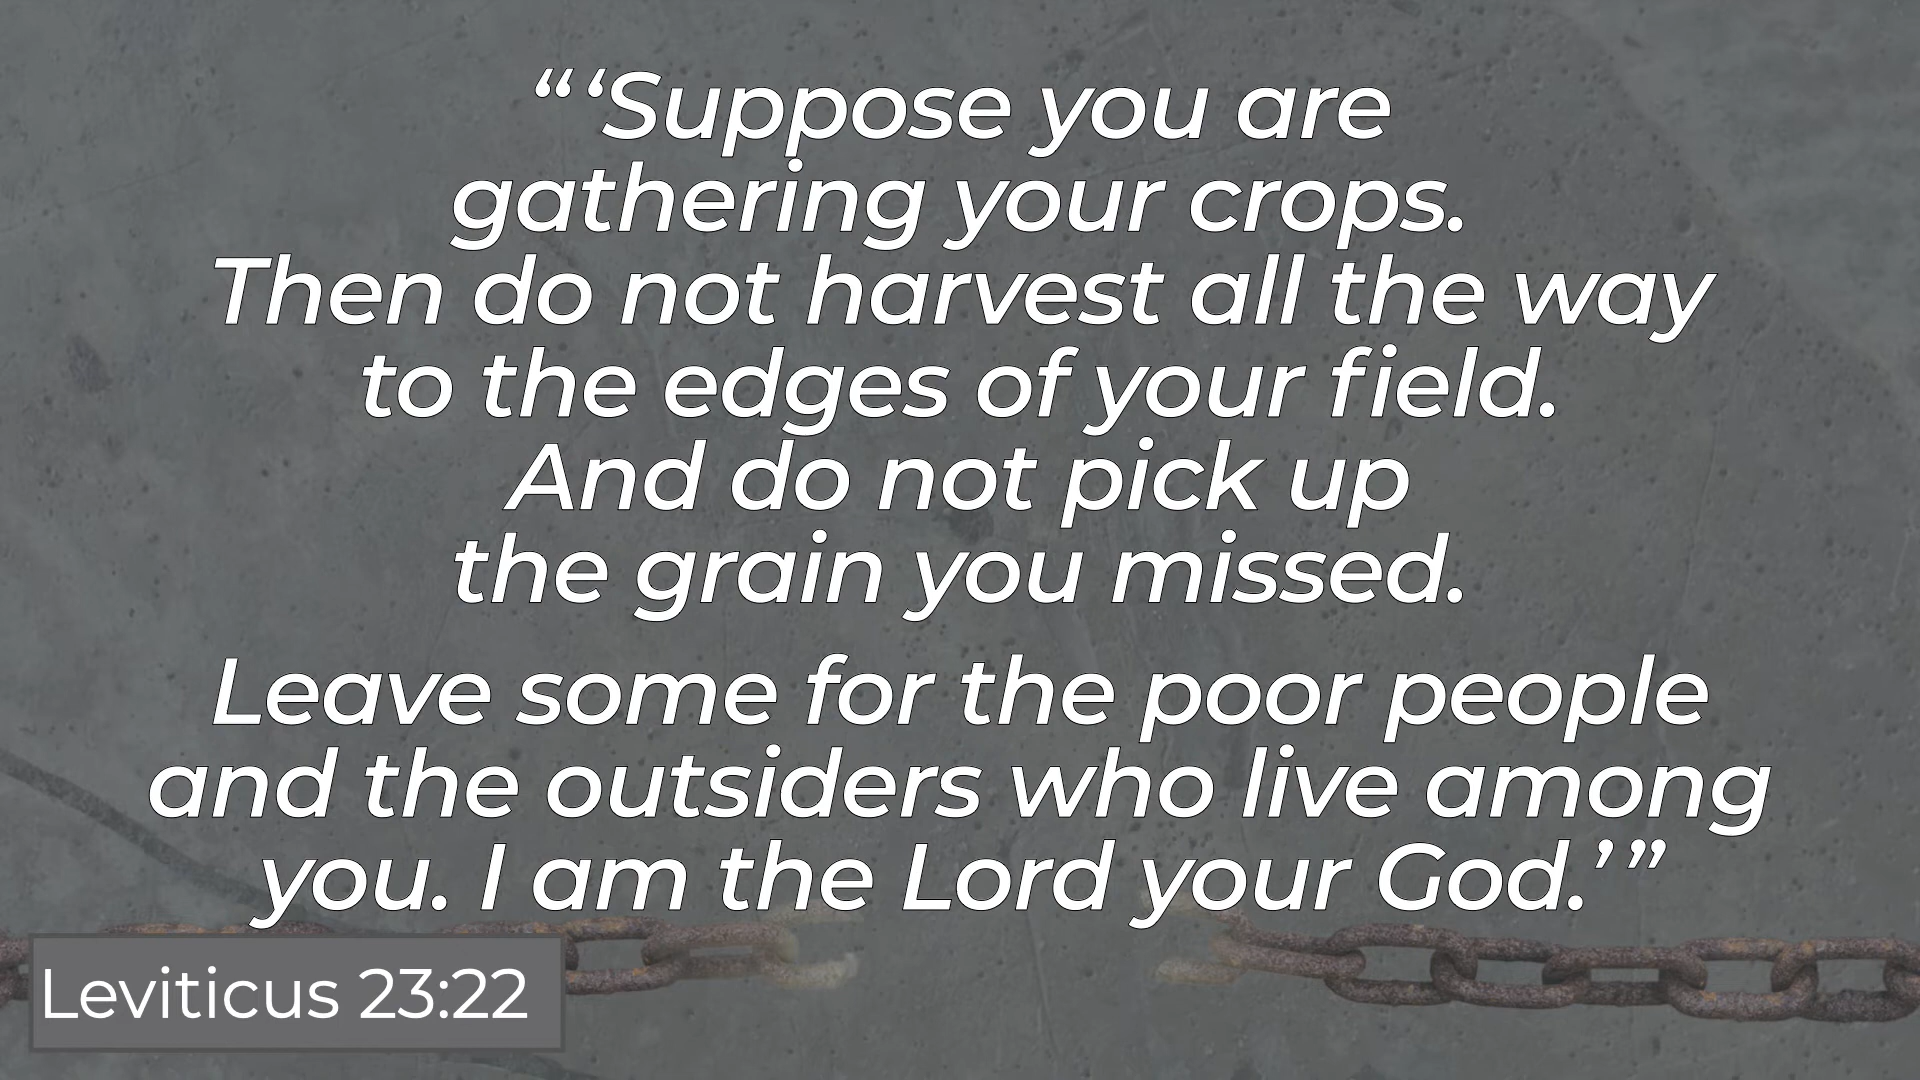 “ ‘Suppose you are
gathering your crops.
Then do not harvest all the way
to the edges of your field.
And do not pick up
the grain you missed.
Leave some for the poor people
and the outsiders who live among
you. I am the Lord your God.’ ”
Leviticus 23:22